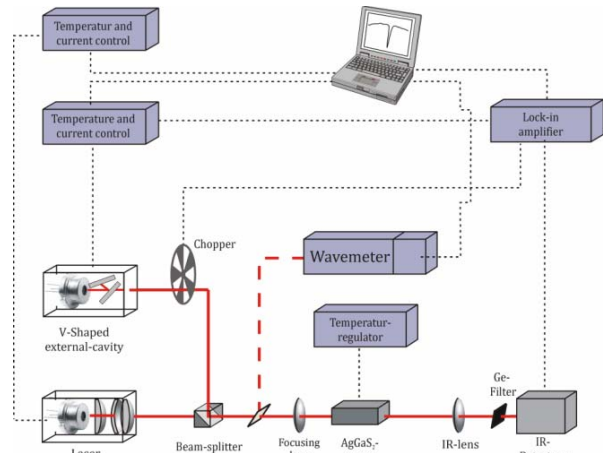 Temperatur and
current control
Temperature and
current control
Lock-in
amplifier
Chopper
Wavemeter
V-Shaped
external-cavity
Temperatur-
regulator
Ge-
Filter
Beam-splitter
Focusing
AgGaS₂-
IR-lens
IR-